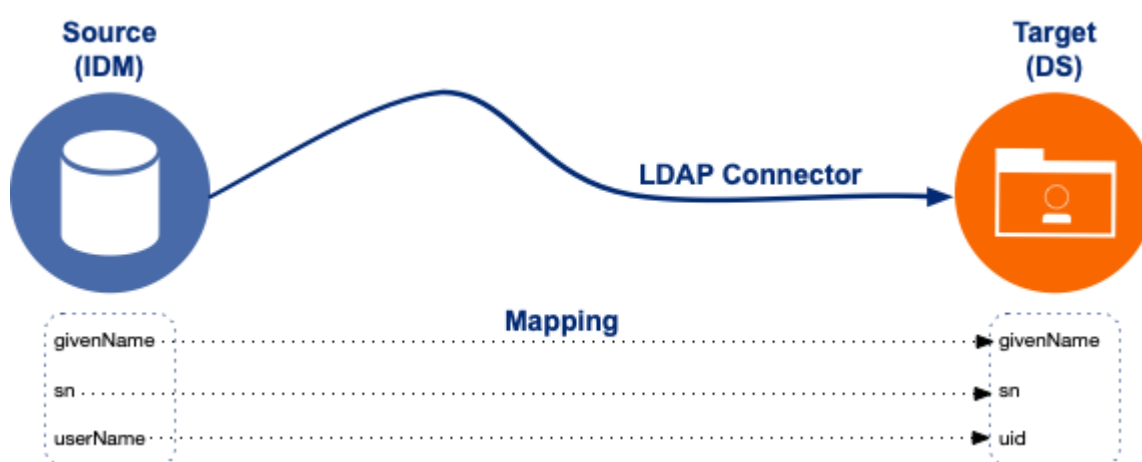 Source
(IDM)
Target
(DS)
LDAP Connector
Mapping
givenName
givenName
sn
sn
userName
uid